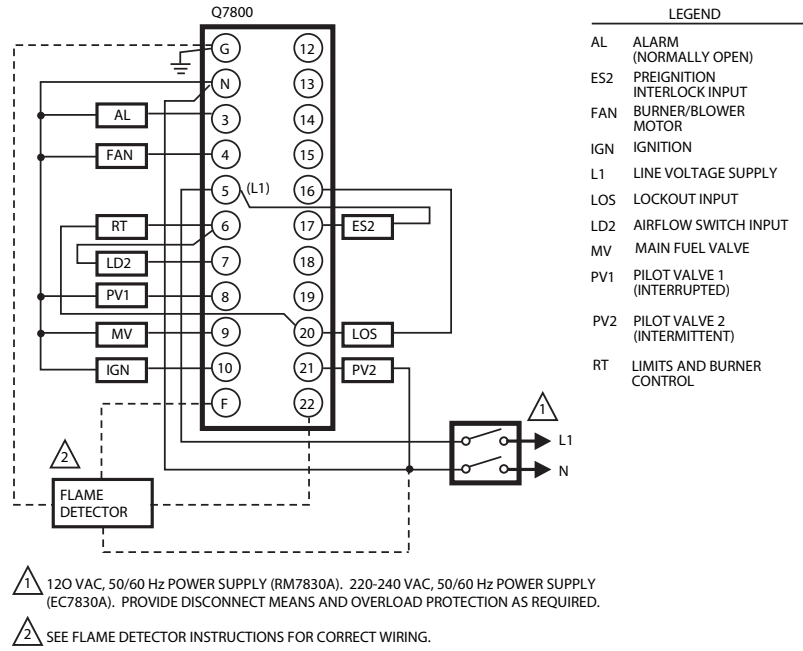 Q7800
G
12
N
13
AL
3
14
FAN
4
15
5
(L1)
16
RT
6
17
ES2
LD2
7
18
PV1
8
19
MV
9
20
LOS
IGN
10
21
PV2
F
22
1
L1
N
2
FLAME
DETECTOR
LEGEND
AL ALARM
(NORMALLY OPEN)
ES2 PREIGNITION
INTERLOCK INPUT
FAN BURNER/BLOWER
MOTOR
IGN IGNITION
L1 LINE VOLTAGE SUPPLY
LOS LOCKOUT INPUT
LD2 AIRFLOW SWITCH INPUT
MV MAIN FUEL VALVE
PV1 PILOT VALVE 1
(INTERRUPTED)
PV2 PILOT VALVE 2
(INTERMITTENT)
RT LIMITS AND BURNER
CONTROL
1 12O VAC, 50/60 Hz POWER SUPPLY (RM7830A). 220-240 VAC, 50/60 Hz POWER SUPPLY
(EC7830A). PROVIDE DISCONNECT MEANS AND OVERLOAD PROTECTION AS REQUIRED.
2 SEE FLAME DETECTOR INSTRUCTIONS FOR CORRECT WIRING.